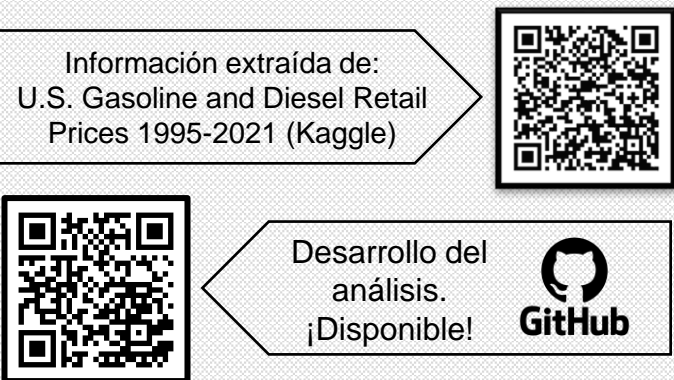 Información extraída de:
U.S. Gasoline and Diesel Retail
Prices 1995-2021 (Kaggle)
Desarrollo del
análisis.
¡Disponible!
GitHub